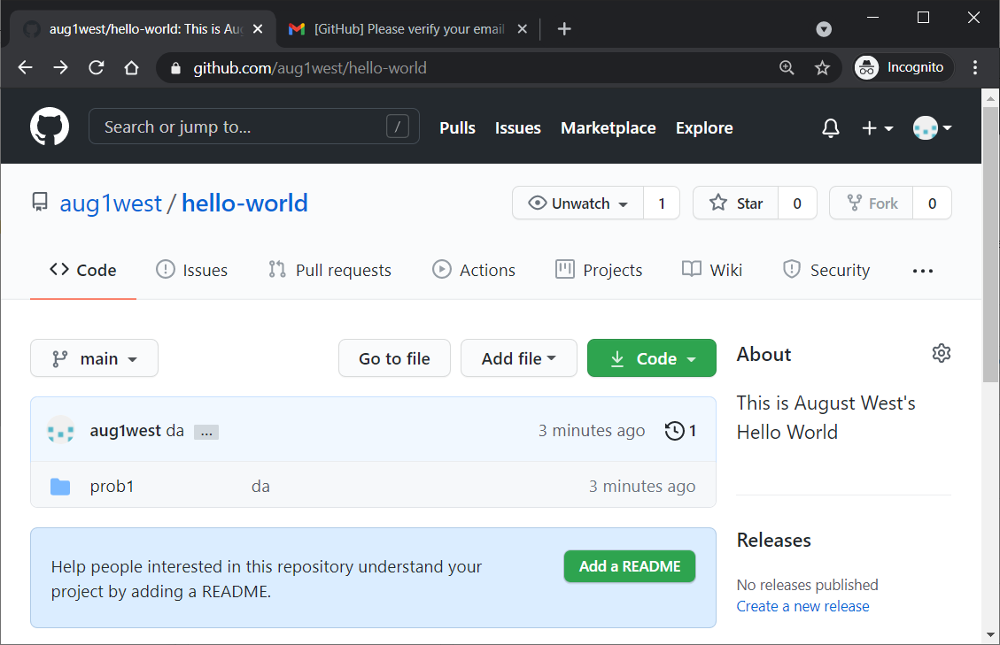 aug1west/hello-world: This is Aug
[GitHub] Please verify your email
github.com/aug1west/hello-world
Incognito
Search or jump to... /
Pulls Issues Marketplace Explore
aug1west / hello-world
Unwatch 1 Star 0 Fork 0
Code Issues Pull requests Actions Projects Wiki Security ...
main Go to file Add file Code
About
This is August West's
Hello World
aug1west da ... 3 minutes ago 1
prob1 da 3 minutes ago
Help people interested in this repository understand your
project by adding a README.
Add a README
Releases
No releases published
Create a new release